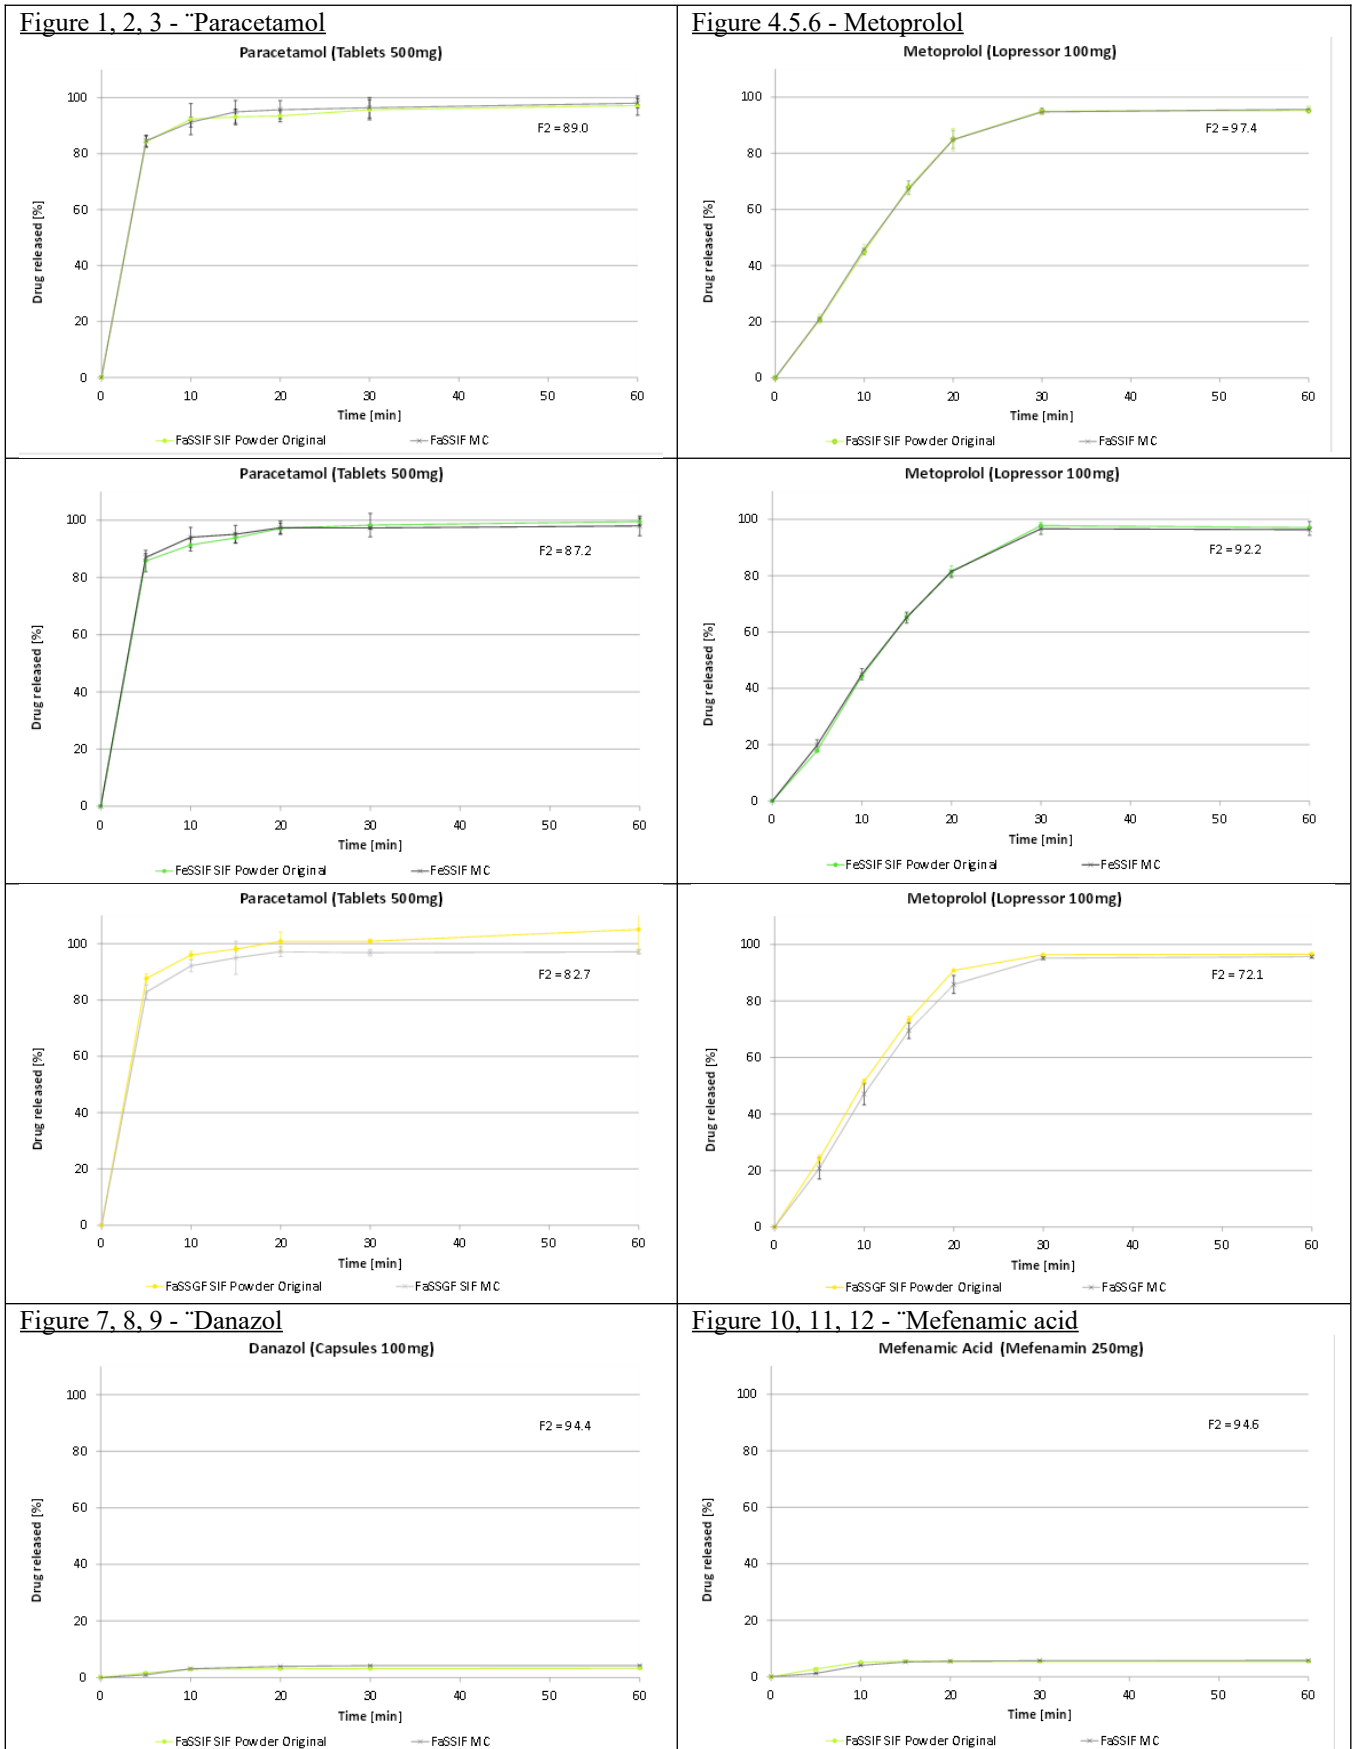 Figure 1, 2, 3 - ¨Paracetamol
Paracetamol (Tablets 500mg)
100
80
60
40
20
0
Drug released [%]
F2 = 89.0
0 10 20 30 40 50 60
Time [min]
FaSSIF SIF Powder Original FaSSIF MC
Figure 4.5.6 - Metoprolol
Metoprolol (Lopressor 100mg)
100
80
60
40
20
0
Drug released [%]
F2 = 97.4
0 10 20 30 40 50 60
Time [min]
FaSSIF SIF Powder Original FaSSIF MC
Paracetamol (Tablets 500mg)
100
80
60
40
20
0
Drug released [%]
F2 = 87.2
0 10 20 30 40 50 60
Time [min]
FeSSIF SIF Powder Original FeSSIF MC
Metoprolol (Lopressor 100mg)
100
80
60
40
20
0
Drug released [%]
F2 = 92.2
0 10 20 30 40 50 60
Time [min]
FeSSIF SIF Powder Original FeSSIF MC
Paracetamol (Tablets 500mg)
100
80
60
40
20
0
Drug released [%]
F2 = 82.7
0 10 20 30 40 50 60
Time [min]
FaSSGF SIF Powder Original FaSSGF SIF MC
Metoprolol (Lopressor 100mg)
100
80
60
40
20
0
Drug released [%]
F2 = 72.1
0 10 20 30 40 50 60
Time [min]
FaSSGF SIF Powder Original FaSSGF MC
Figure 7, 8, 9 - ¨Danazol
Danazol (Capsules 100mg)
100
80
60
40
20
0
Drug released [%]
F2 = 94.4
0 10 20 30 40 50 60
Time [min]
FaSSIF SIF Powder Original FaSSIF MC
Figure 10, 11, 12 - ¨Mefenamic acid
Mefenamic Acid (Mefenamin 250mg)
100
80
60
40
20
0
Drug released [%]
F2 = 94.6
0 10 20 30 40 50 60
Time [min]
FaSSIF SIF Powder Original FaSSIF MC